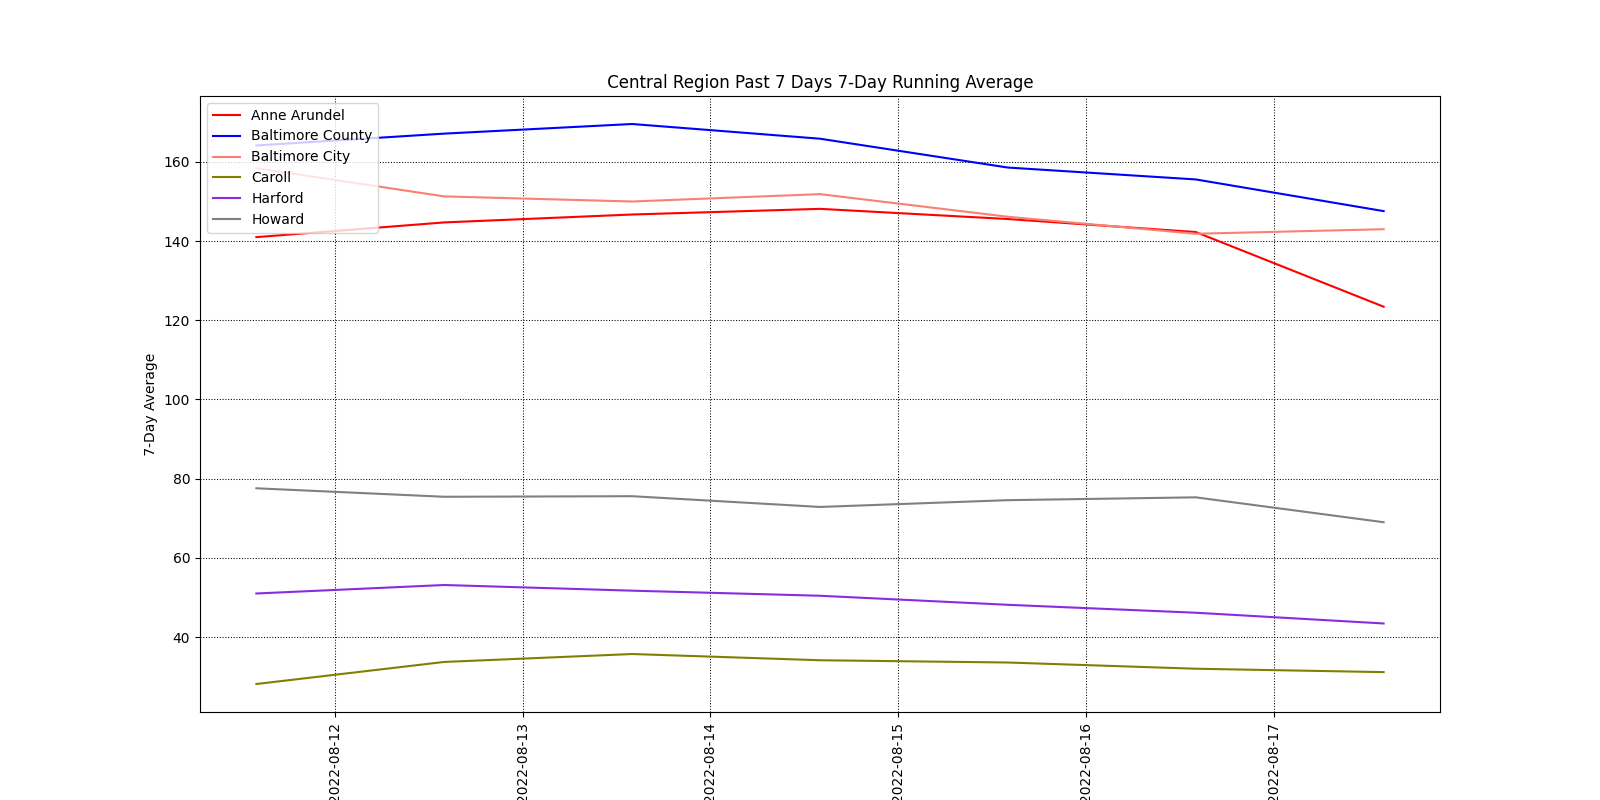 Central Region Past 7 Days 7-Day Running Average
Anne Arundel
Baltimore County
Baltimore City
Caroll
Harford
Howard
7-Day Average
160
140
120
100
80
60
40
2022-08-12
2022-08-13
2022-08-14
2022-08-15
2022-08-16
2022-08-17